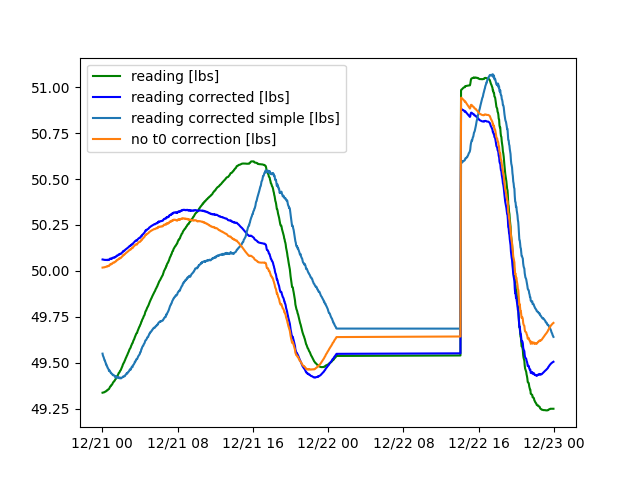 reading [lbs]
reading corrected [lbs]
reading corrected simple [lbs]
no t0 correction [lbs]
51.00
50.75
50.50
50.25
50.00
49.75
49.50
49.25
12/21 00 12/21 08 12/21 16 12/22 00 12/22 08 12/22 16 12/23 00